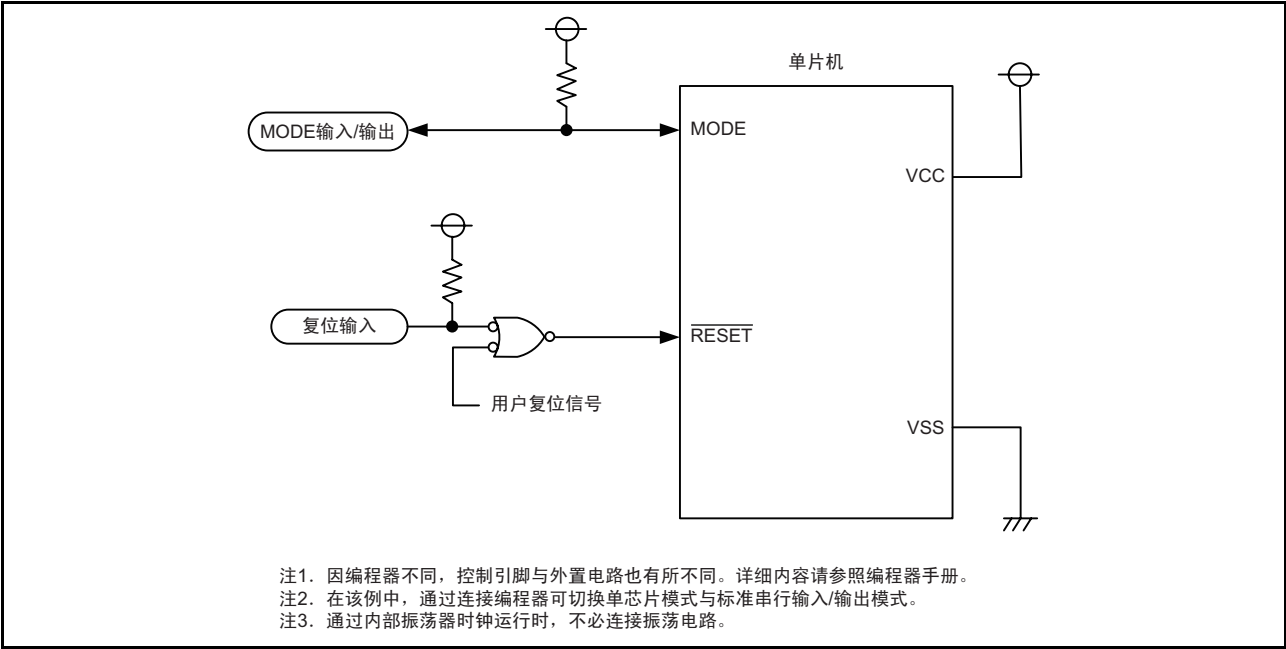 单片机
MODE输入/输出
MODE
VCC
复位输入
RESET
用户复位信号
VSS
注1. 因编程器不同，控制引脚与外置电路也有所不同。详细内容请参照编程器手册。
注2. 在该例中，通过连接编程器可切换单芯片模式与标准串行输入/输出模式。
注3. 通过内部振荡器时钟运行时，不必连接振荡电路。